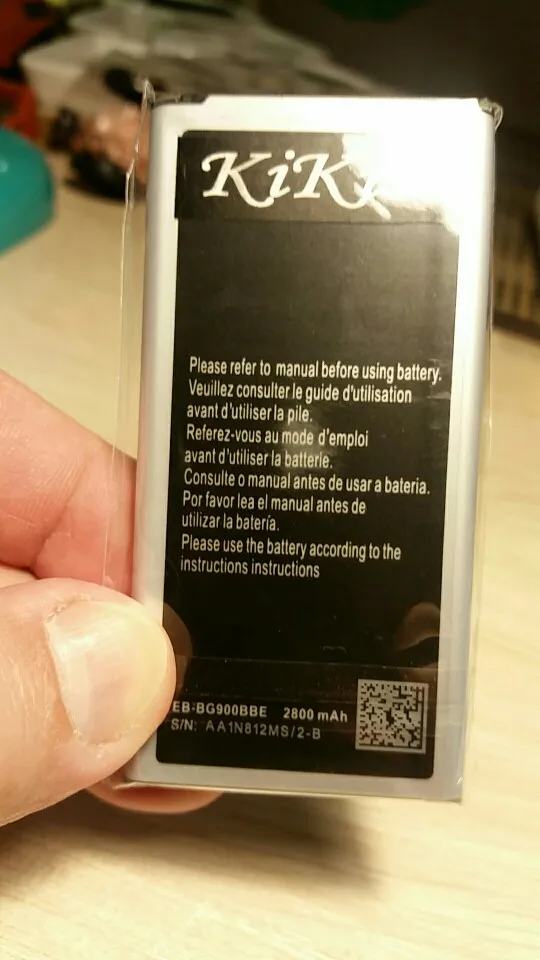 Please refer to manual before using battery.
Veuillez consulter le guide d'utilisation
avant d'utiliser la pile.
Referez-vous au mode d'emploi
avant d'utiliser la batterie.
Consulte o manual antes de usar a bateria.
Por favor lea el manual antes de
utilizar la batería.
Please use the battery according to the
instructions instructions
EB-BG900BBE 2800 mAh
S/N: AA1N812MS/2-B